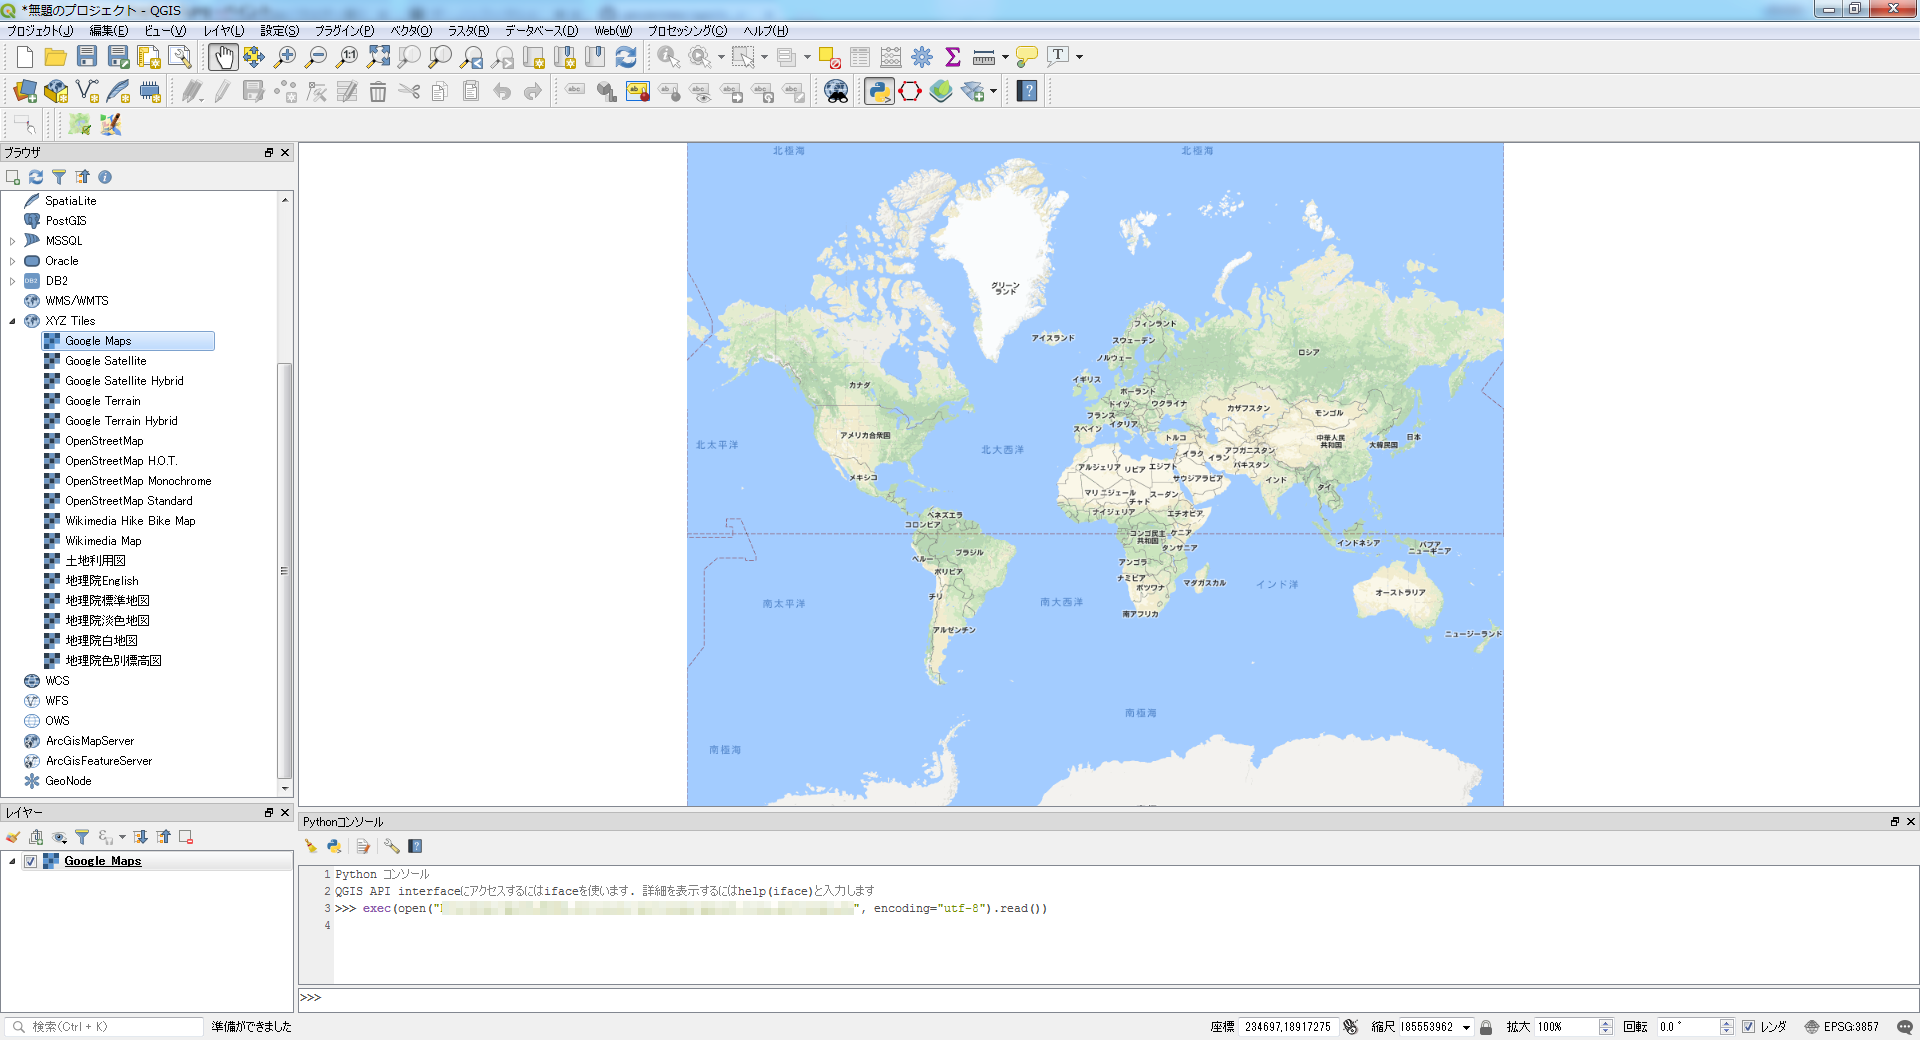 *無題のプロジェクト - QGIS
プロジェクト(J) 編集(E) ビュー(V) レイヤ(L) 設定(S) プラグイン(P) ベクタ(O) ラスタ(R) データベース(D) Web(W) プロセッシング(C) ヘルプ(H)
ブラウザ
SpatiaLite
PostGIS
MSSQL
Oracle
DB2
WMS/WMTS
XYZ Tiles
Google Maps
Google Satellite
Google Satellite Hybrid
Google Terrain
Google Terrain Hybrid
OpenStreetMap
OpenStreetMap H.O.T.
OpenStreetMap Monochrome
OpenStreetMap Standard
Wikimedia Hike Bike Map
Wikimedia Map
土地利用図
地理院English
地理院標準地図
地理院淡色地図
地理院白地図
地理院色別標高図
WCS
WFS
OWS
ArcGisMapServer
ArcGisFeatureServer
GeoNode
レイヤー
Google Maps
北極海 北極海
グリーン
ランド
アイスランド
フィンランド
スウェーデン
ノルウェー
ロシア
イギリス
カナダ
ポーランド
ドイツ ウクライナ
フランス
イタリア
スペイン
カザフスタン
モンゴル
トルコ
アメリカ合衆国
中華人民
共和国
大韓民国
日本
北太平洋
北大西洋
イラク イラン
アフガニスタン
パキスタン
アルジェリア リビア エジプト
サウジアラビア
メキシコ
インド
タイ
マリ ニジェール
チャド
スーダン
ナイジェリア
エチオピア
ベネズエラ
コロンビア
コンゴ民主
共和国
ケニア
タンザニア
インドネシア
パプア
ニューギニア
ブラジル
ペルー
ボリビア
アンゴラ
ナミビア
ボツワナ
マダガスカル
インド洋
オーストラリア
チリ
南太平洋
南大西洋
南アフリカ
アルゼンチン
ニュージーランド
南極海
南極海
Pythonコンソール
1 Python コンソール
2 QGIS API interfaceにアクセスするにはifaceを使います. 詳細を表示するにはhelp(iface)と入力します
3 >>> exec(open("", encoding="utf-8").read())
4
>>>
検索(Ctrl + K) 準備ができました 座標 234697,18917275 縮尺 185553962 拡大 100% 回転 0.0 ° レンダ EPSG:3857